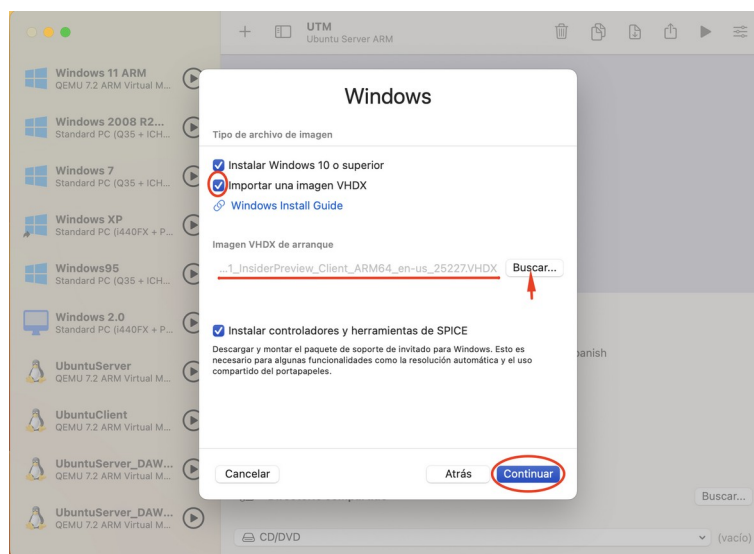 UTM
Ubuntu Server ARM
Windows 11 ARM
QEMU 7.2 ARM Virtual M...
Windows 2008 R2...
Standard PC (Q35 + ICH...
Windows 7
Standard PC (Q35 + ICH...
Windows XP
Standard PC (i440FX + P...
Windows95
Standard PC (Q35 + ICH...
Windows 2.0
Standard PC (i440FX + P...
UbuntuServer
QEMU 7.2 ARM Virtual M...
UbuntuClient
QEMU 7.2 ARM Virtual M...
UbuntuServer_DAW...
QEMU 7.2 ARM Virtual M...
UbuntuServer_DAW...
QEMU 7.2 ARM Virtual M...
Windows
Tipo de archivo de imagen
Instalar Windows 10 o superior
Importar una imagen VHDX
Windows Install Guide
Imagen VHDX de arranque
...1_InsiderPreview_Client_ARM64_en-us_25227.VHDX Buscar...
Instalar controladores y herramientas de SPICE
Descargar y montar el paquete de soporte de invitado para Windows. Esto es
necesario para algunas funcionalidades como la resolución automática y el uso
compartido del portapapeles.
Cancelar Atrás Continuar
Buscar...
CD/DVD (vacío)